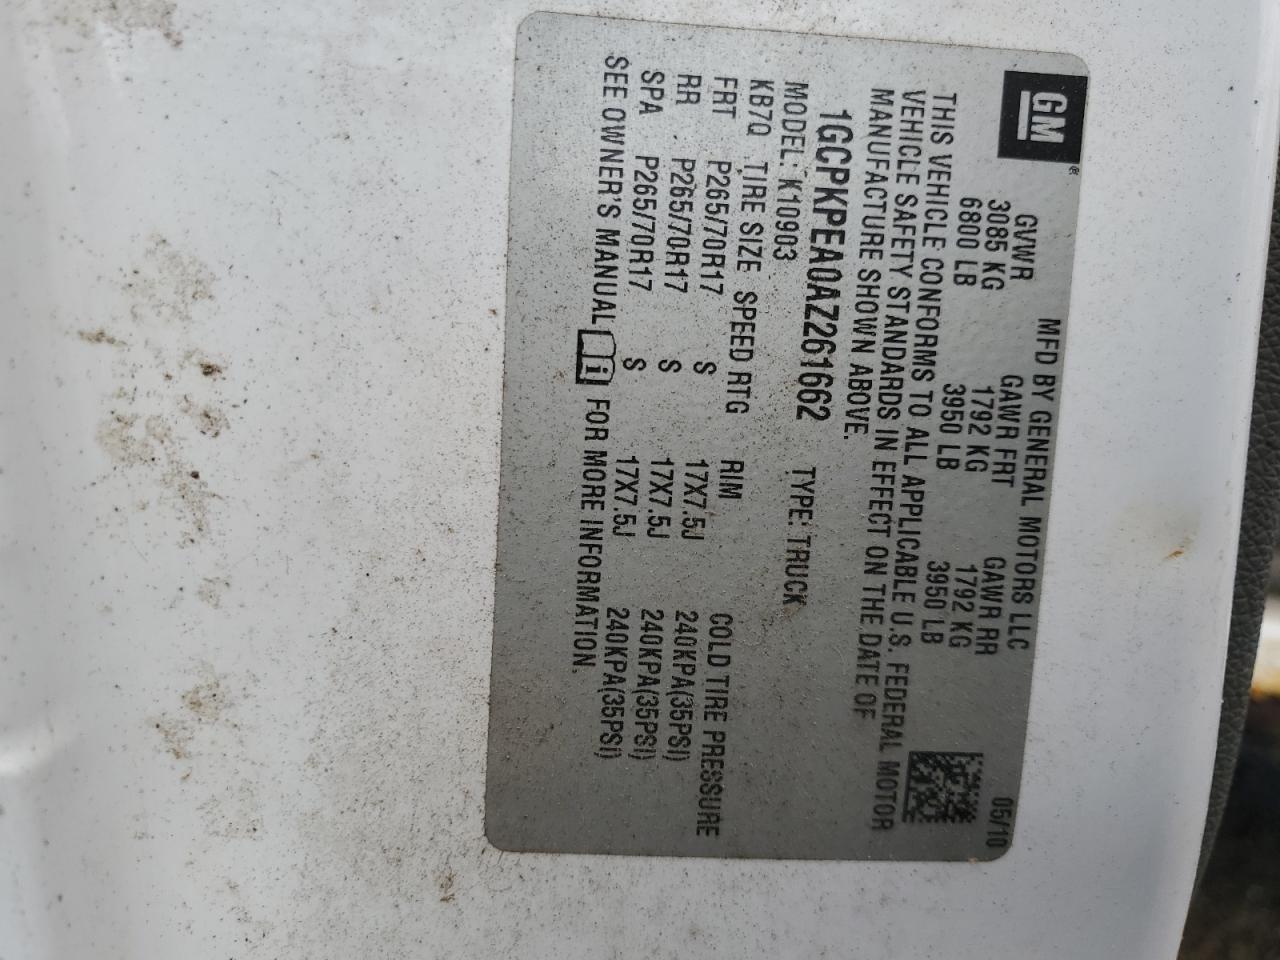 GM®
MFD BY GENERAL MOTORS LLC 05/10
GVWR GAWR FRT GAWR RR
3085 KG 1792 KG 1792 KG
6800 LB 3950 LB 3950 LB
THIS VEHICLE CONFORMS TO ALL APPLICABLE U.S. FEDERAL MOTOR
VEHICLE SAFETY STANDARDS IN EFFECT ON THE DATE OF
MANUFACTURE SHOWN ABOVE.
1GCPKPEA0AZ261662 TYPE: TRUCK
MODEL: K10903
KB7Q TIRE SIZE SPEED RTG RIM COLD TIRE PRESSURE
FRT P265/70R17 S 17X7.5J 240KPA(35PSI)
RR P265/70R17 S 17X7.5J 240KPA(35PSI)
SPA P265/70R17 S 17X7.5J 240KPA(35PSI)
SEE OWNER'S MANUAL i FOR MORE INFORMATION.